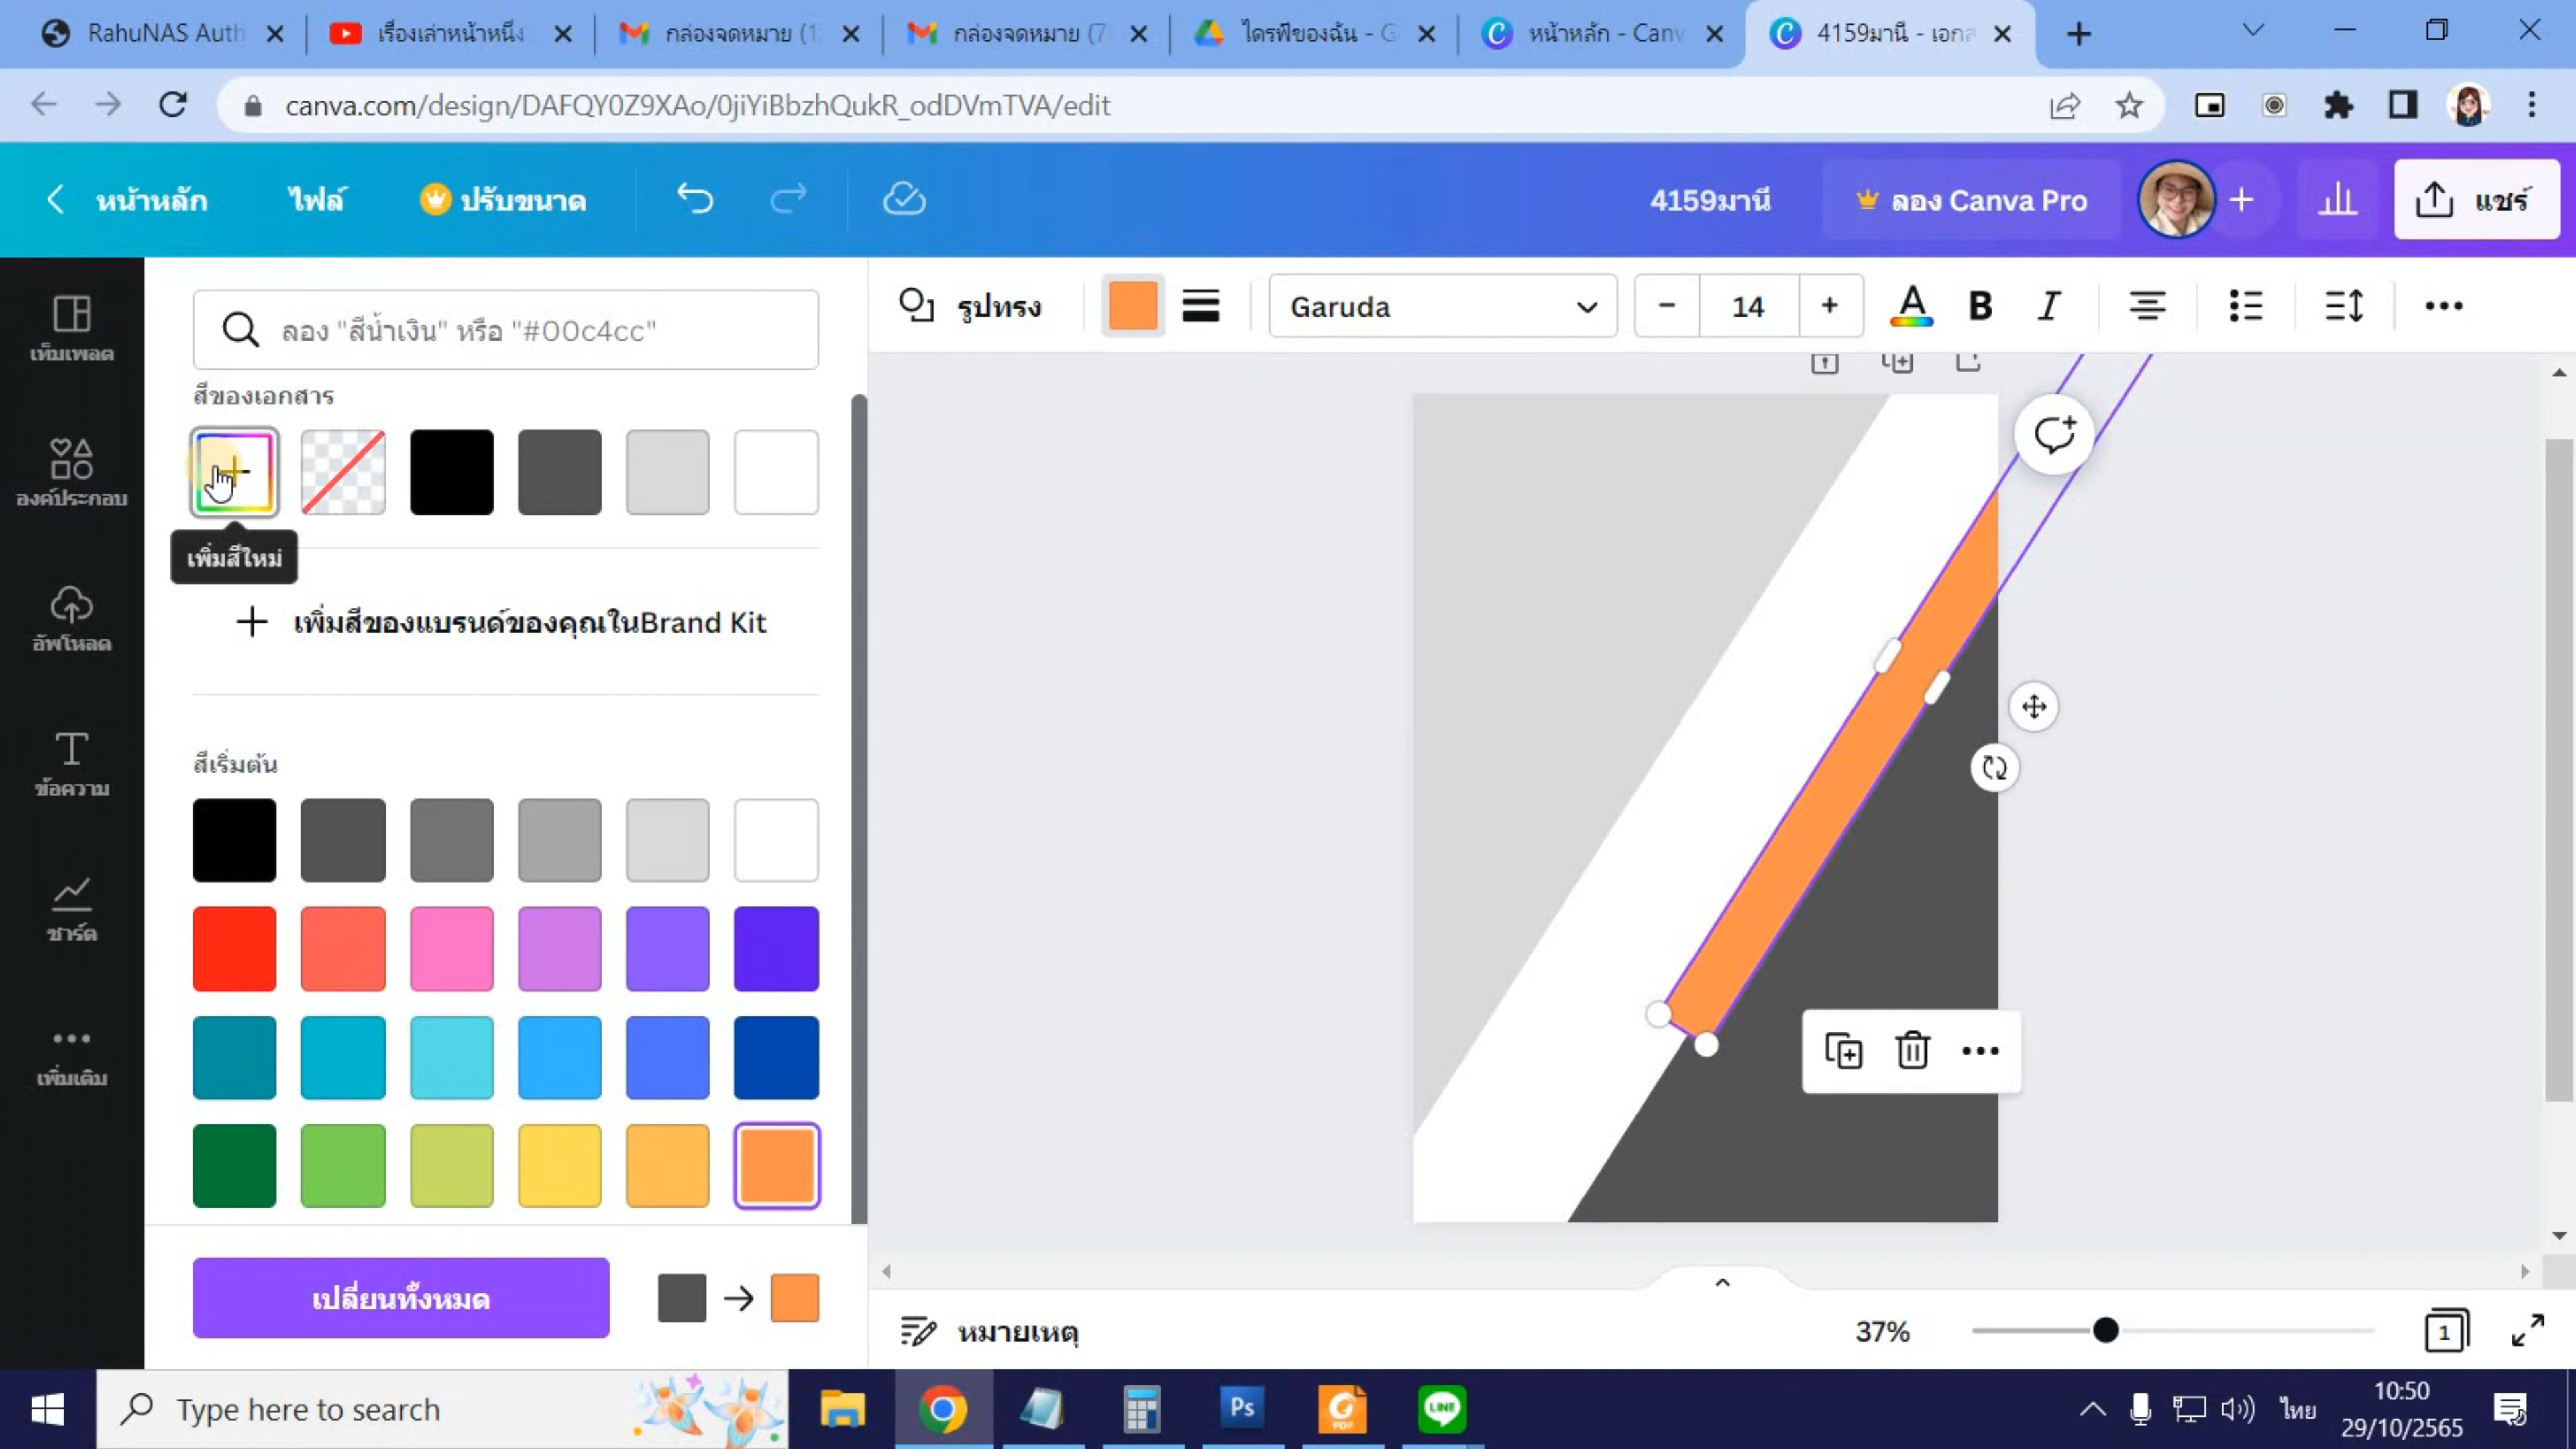 RahuNAS Auth
เรื่องเล่าหน้าหนึ่ง
กล่องจดหมาย (1
กล่องจดหมาย (7
ไดรฟ์ของฉัน - G
หน้าหลัก - Canv
4159มานี - เอกส
canva.com/design/DAFQY0Z9XAo/0jiYiBbzhQukR_odDVmTVA/edit
หน้าหลัก
ไฟล์
ปรับขนาด
4159มานี
ลอง Canva Pro
แชร์
เท็มเพลต
องค์ประกอบ
อัพโหลด
ข้อความ
ชาร์ต
เพิ่มเติม
ลอง "สีน้ำเงิน" หรือ "#00c4cc"
รูปทรง
Garuda
- 14 +
B I
สีของเอกสาร
เพิ่มสีใหม่
เพิ่มสีของแบรนด์ของคุณในBrand Kit
สีเริ่มต้น
เปลี่ยนทั้งหมด
หมายเหตุ
37%
1
Type here to search
Ps
PDF
LINE
ไทย
10:50
29/10/2565